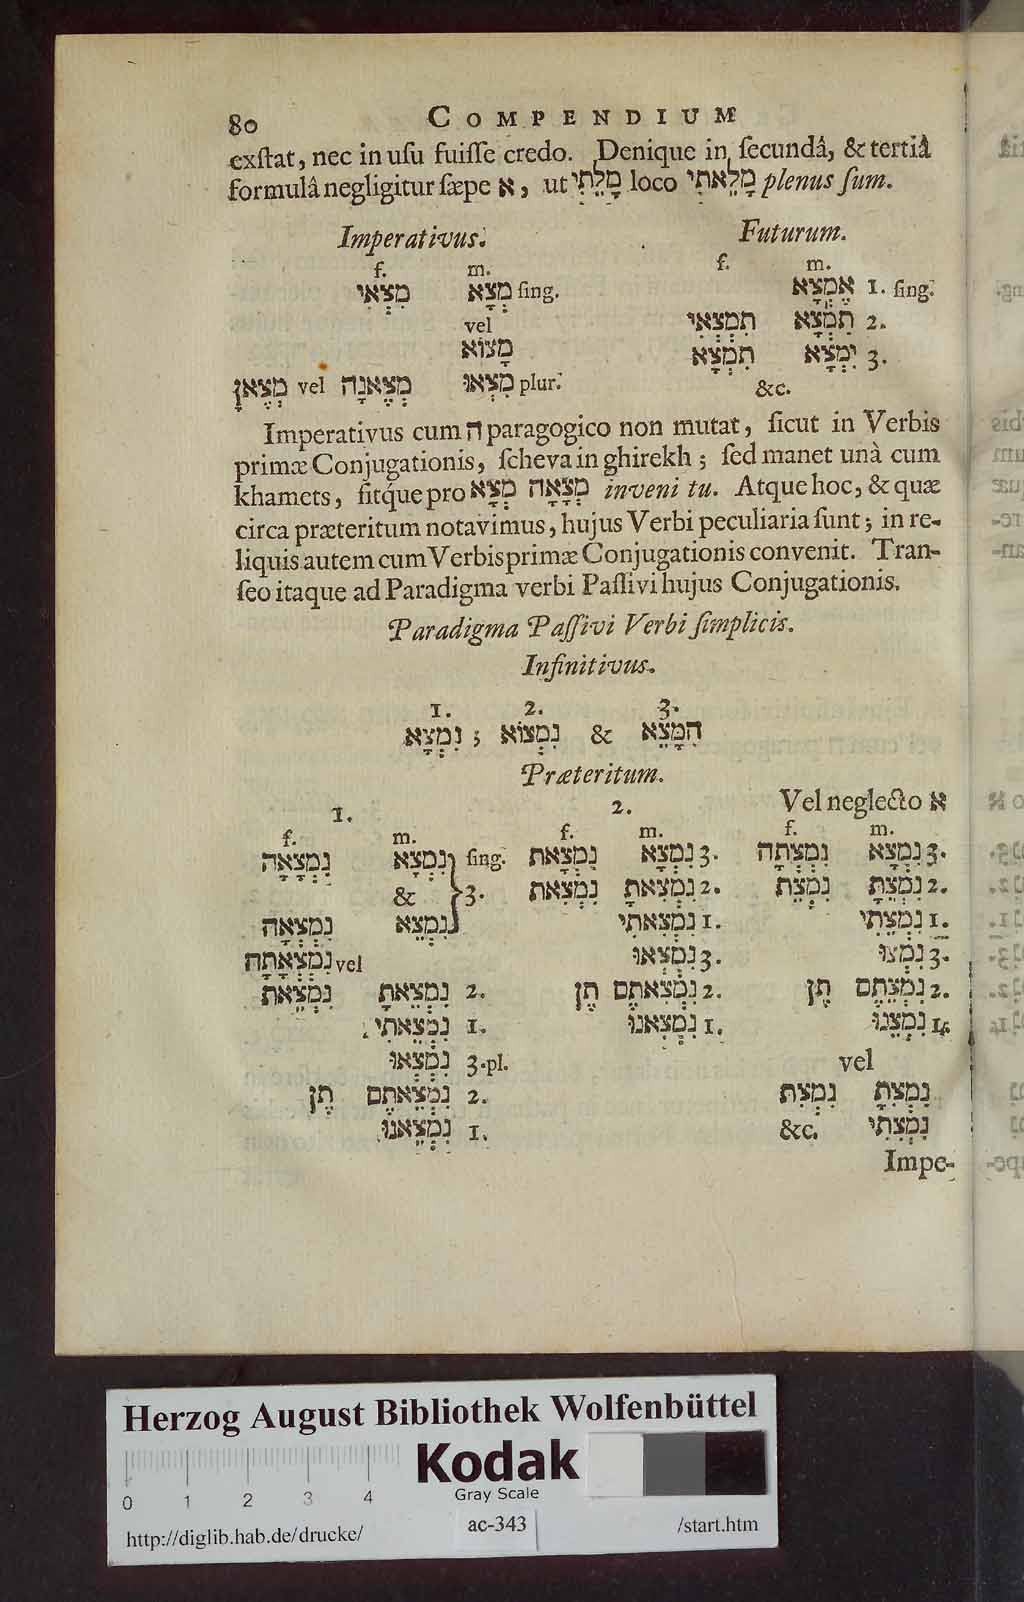 80 COMPENDIUM
exſtat, nec in uſu fuiſſe credo. Denique in ſecundâ, & tertiâ
formulâ negligitur ſæpe א, ut מָלֵתִי loco מָלֵאתִי plenus ſum.
Imperativus. Futurum.
f. m. f. m.
מִצְאִי מְצָא ſing. אֶמְצָא 1. ſing.
vel תִּמְצְאִי תִּמְצָא 2.
מָצוֹא תִּמְצָא יִמְצָא 3.
מְצֶאןָ vel מְצֶאנָה מִצְאוּ plur. &c.
Imperativus cum ה paragogico non mutat, ſicut in Verbis
primæ Conjugationis, ſcheva in ghirekh; ſed manet unà cum
khamets, ſitque pro מְצָא מְצָאָה inveni tu. Atque hoc, & quæ
circa præteritum notavimus, hujus Verbi peculiaria ſunt; in re-
liquis autem cum Verbis primæ Conjugationis convenit. Tran-
ſeo itaque ad Paradigma verbi Paſſivi hujus Conjugationis.
Paradigma Paſſivi Verbi ſimplicis.
Infinitivus.
1. 2. 3.
נִמְצָא ; נִמְצוֹא & הִמָּצֵא
Præteritum.
1. 2. Vel neglecto א
f. m. f. m. f. m.
נִמְצָאָה נִמְצָא ſing. נִמְצָאת נִמְצָא 3. נִמְצְתָה נִמְצָא 3.
& 3. נִמְצֵאת נִמְצֵאתָ 2. נִמְצֵת נִמְצֵתָ 2.
נִמְצְאָה נִמְצֵא נִמְצֵאתִי 1. נִמְצֵתִי 1.
נִמְצְאָתָה vel נִמְצְאוּ 3. נִמְצוּ 3.
נִמְצֵאת נִמְצֵאתָ 2. תֶן נִמְצֵאתֶם 2. תֶן נִמְצֵתֶם 2.
נִמְצֵאתִי 1. נִמְצֵאנוּ 1. נִמְצֵנוּ 1.
נִמְצְאוּ 3. pl. vel
תֶן נִמְצֵאתֶם 2. נִמְצִת נִמְצִתָ
נִמְצֵאנוּ 1. &c. נִמְצִתִי
Impe-
Herzog August Bibliothek Wolfenbüttel
Kodak
Gray Scale
0 1 2 3 4
http://diglib.hab.de/drucke/ ac-343 /start.htm